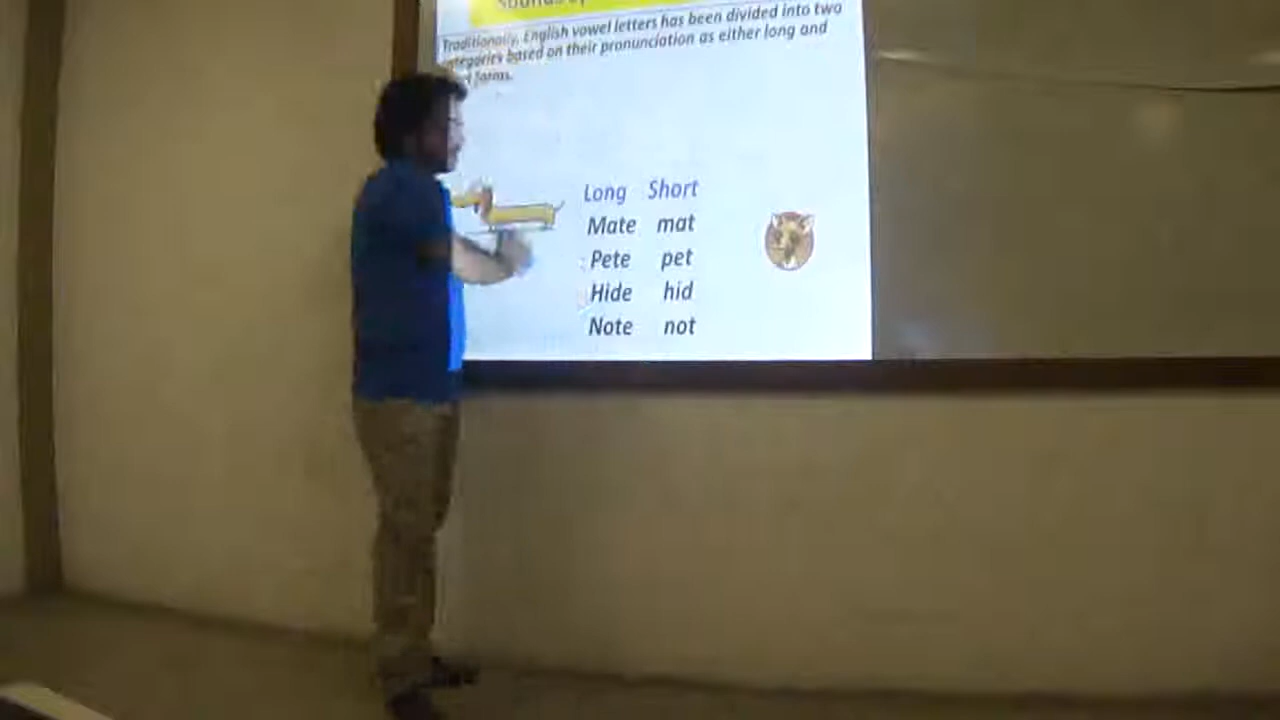 Traditionally, English vowel letters has been divided into two
categories based on their pronunciation as either long and
forms.
Long Short
Mate mat
Pete pet
Hide hid
Note not